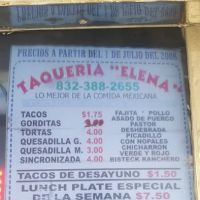 PRECIOS A PARTIR DEL 1 DE JULIO DEL 2008
TAQUERIA "ELENA"
832-388-2655
LO MEJOR DE LA COMIDA MEXICANA
TACOS $1.75 FAJITA * POLLO
GORDITAS ASADO DE PUERCO
TORTAS 4.00 PASTOR
QUESADILLA G. 4.00 DESHEBRADA
QUESADILLA M. 3.00 PICADILLO
SINCRONIZADA 4.00 CON NOPALES
CHICHARRON
VERDE Y ROJO
BISTECK RANCHERO
TACOS DE DESAYUNO $1.50
LUNCH PLATE ESPECIAL
DE LA SEMANA $7.50